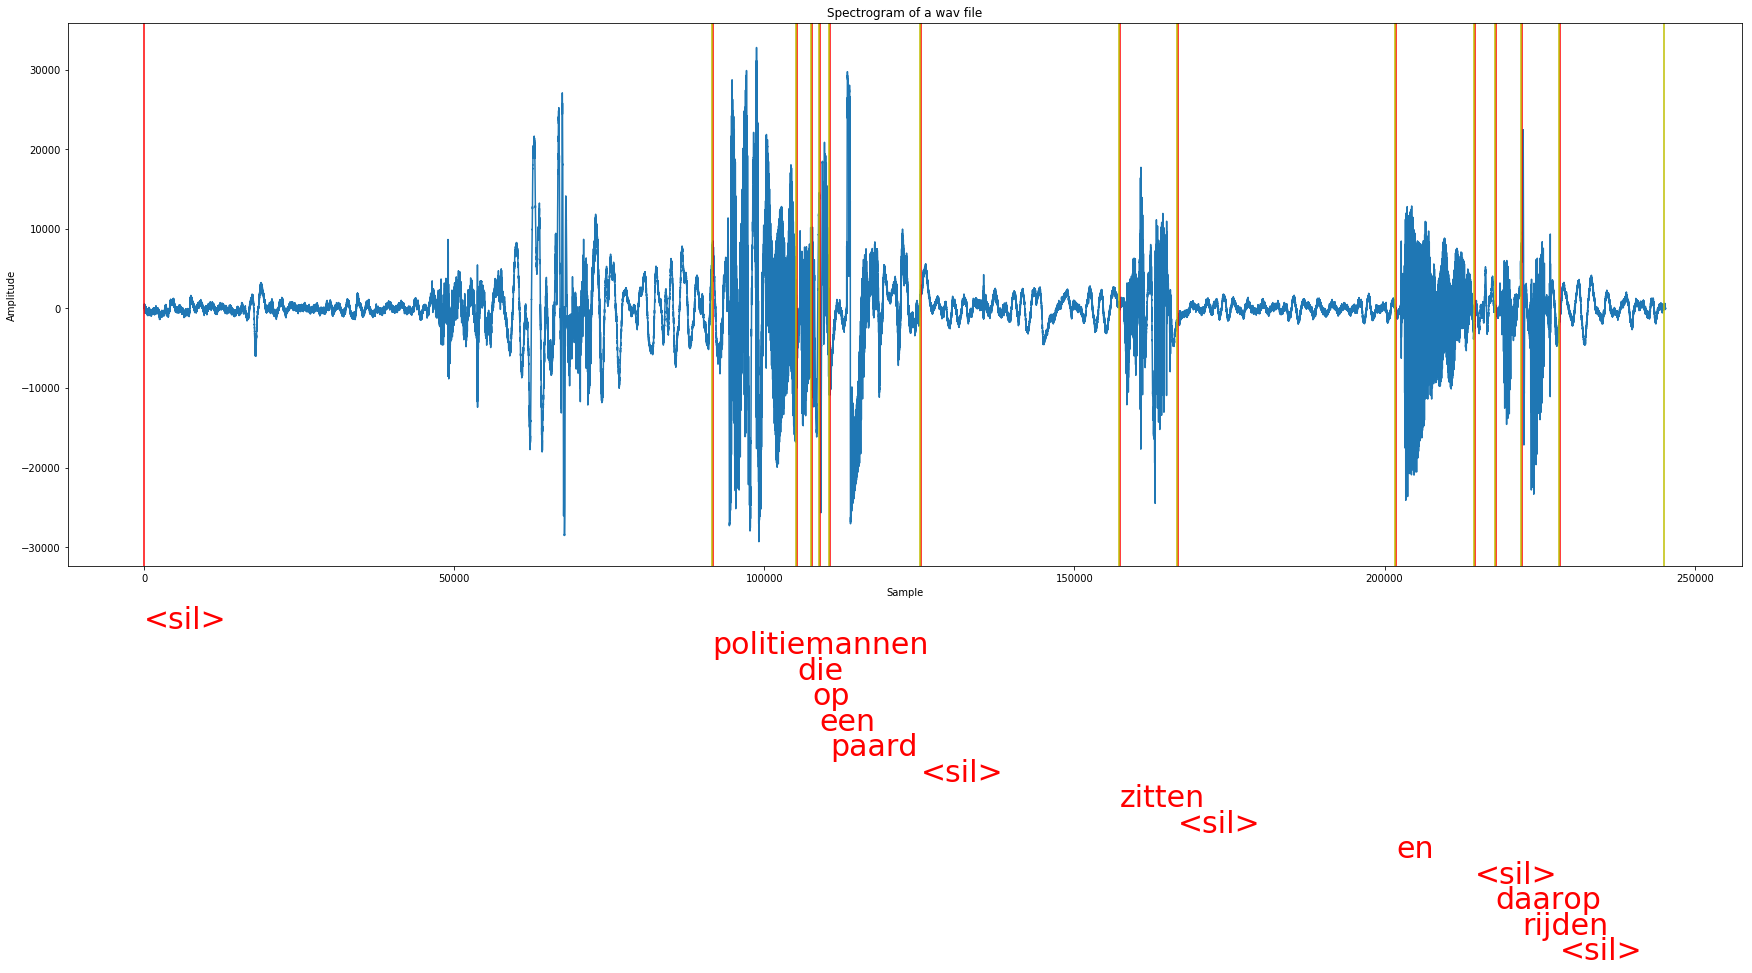 Spectrogram of a wav file
30000
20000
10000
0
−10000
−20000
−30000
Amplitude
0 50000 100000 150000 200000 250000
Sample
<sil>
politiemannen
die
op
een
paard
<sil>
zitten
<sil>
en
<sil>
daarop
rijden
<sil>